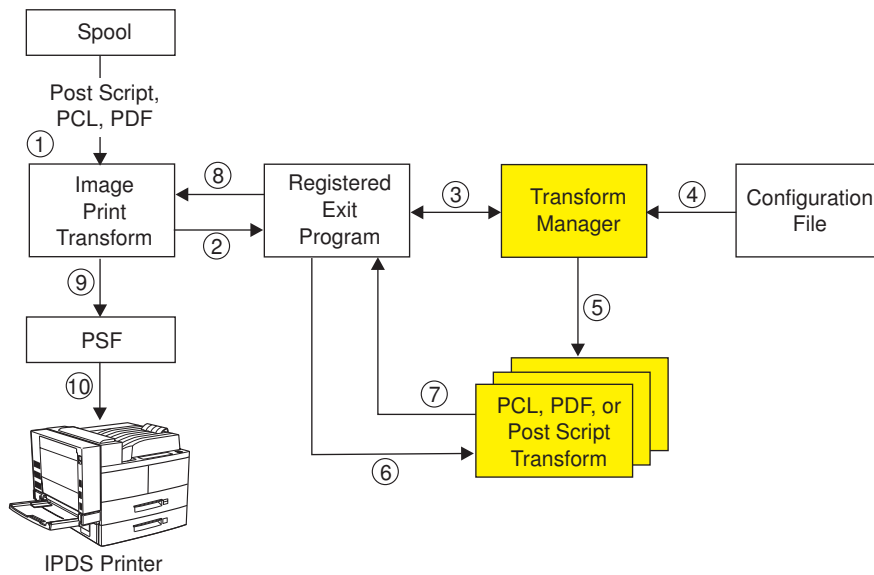 Spool
Post Script,
PCL, PDF
①
Image
Print
Transform
⑧
②
Registered
Exit
Program
③
Transform
Manager
④
Configuration
File
⑨
⑤
PSF
⑩
⑦
PCL, PDF, or
Post Script
Transform
⑥
IPDS Printer